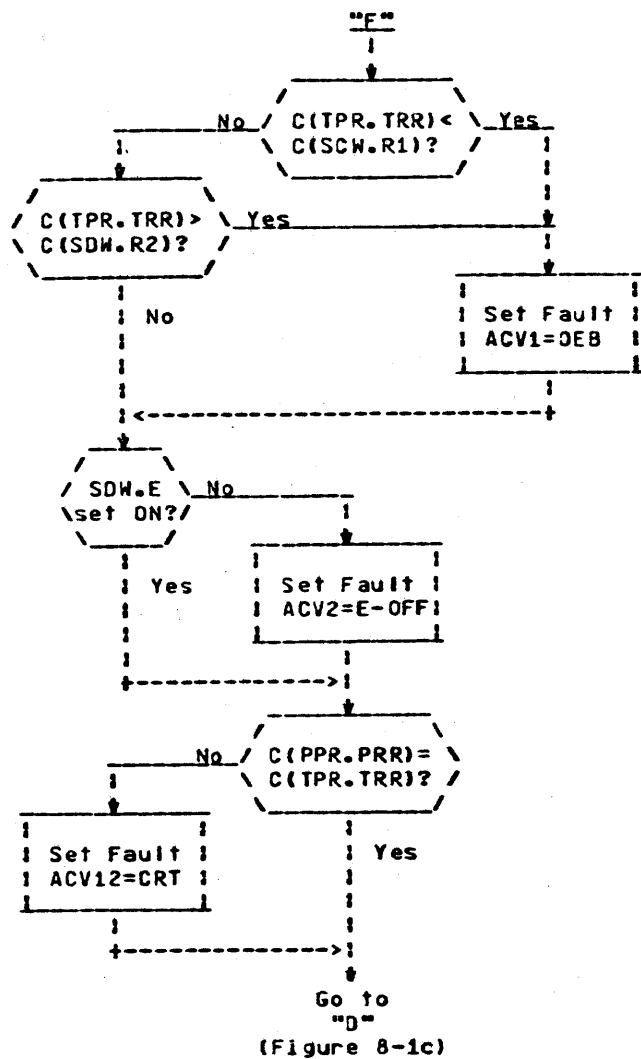 "F"
C(TPR.TRR)<
C(SCW.R1)?
No
Yes
C(TPR.TRR)>
C(SDW.R2)?
Yes
No
Set Fault
ACV1=OEB
SDW.E
set ON?
No
Yes
Set Fault
ACV2=E-OFF
C(PPR.PRR)=
C(TPR.TRR)?
No
Yes
Set Fault
ACV12=CRT
Go to
"D"
(Figure 8-1c)